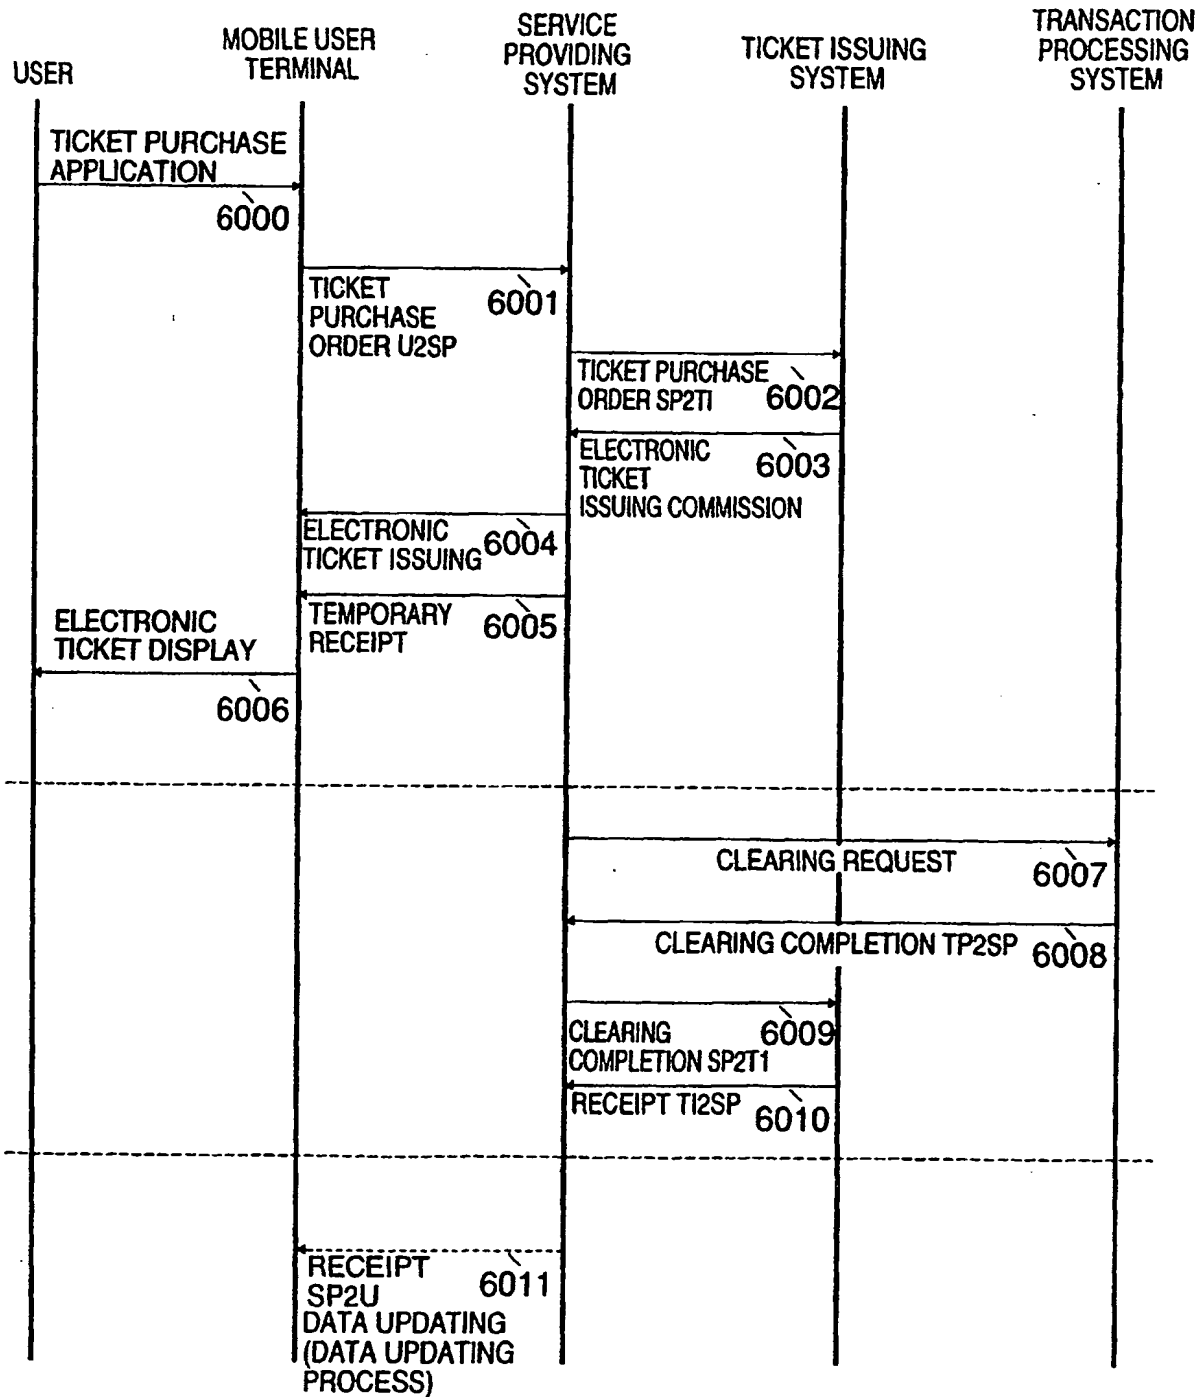 USER
MOBILE USER
TERMINAL
SERVICE
PROVIDING
SYSTEM
TICKET ISSUING
SYSTEM
TRANSACTION
PROCESSING
SYSTEM
TICKET PURCHASE
APPLICATION
6000
TICKET
PURCHASE
ORDER U2SP
6001
TICKET PURCHASE
ORDER SP2TI
6002
ELECTRONIC
TICKET
ISSUING COMMISSION
6003
ELECTRONIC
TICKET ISSUING
6004
TEMPORARY
RECEIPT
6005
ELECTRONIC
TICKET DISPLAY
6006
CLEARING REQUEST
6007
CLEARING COMPLETION TP2SP
6008
CLEARING
COMPLETION SP2T1
6009
RECEIPT TI2SP
6010
RECEIPT
SP2U
DATA UPDATING
(DATA UPDATING
PROCESS)
6011